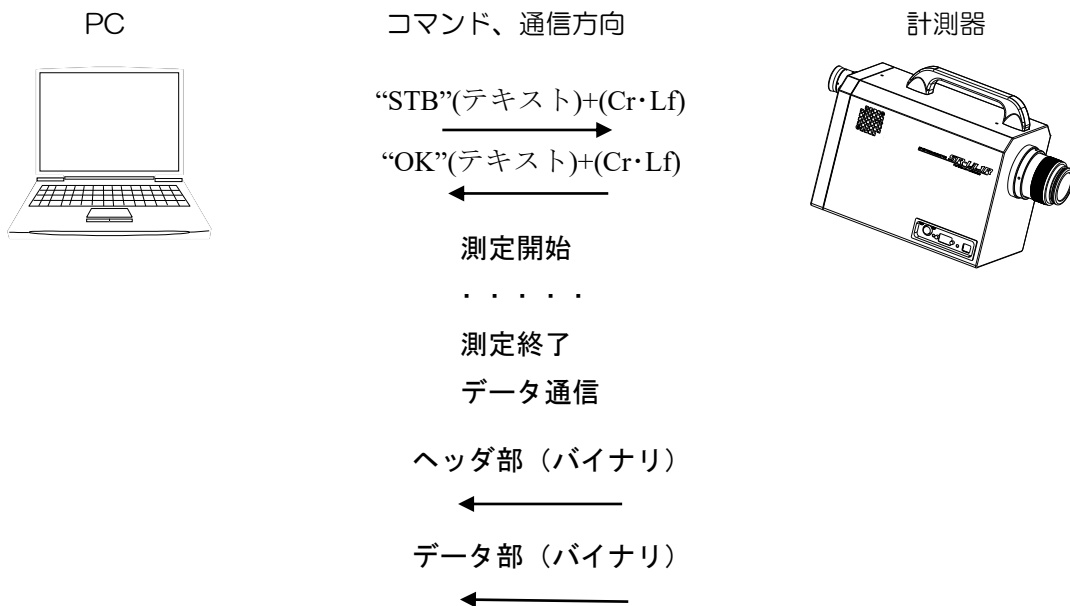 PC コマンド、通信方向 計測器
“STB”(テキスト)+(Cr･Lf)
“OK”(テキスト)+(Cr･Lf)
測定開始
・・・・・
測定終了
データ通信
ヘッダ部（バイナリ）
データ部（バイナリ）